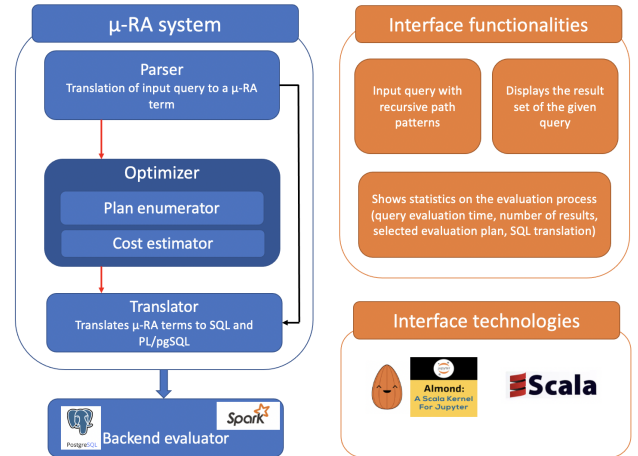 μ-RA system
Parser
Translation of input query to a μ-RA
term
Optimizer
Plan enumerator
Cost estimator
Translator
Translates μ-RA terms to SQL and
PL/pgSQL
PostgreSQL
Spark
Backend evaluator
Interface functionalities
Input query with
recursive path
patterns
Displays the result
set of the given
query
Shows statistics on the evaluation process
(query evaluation time, number of results,
selected evaluation plan, SQL translation)
Interface technologies
Almond:
A Scala Kernel
For Jupyter
Scala